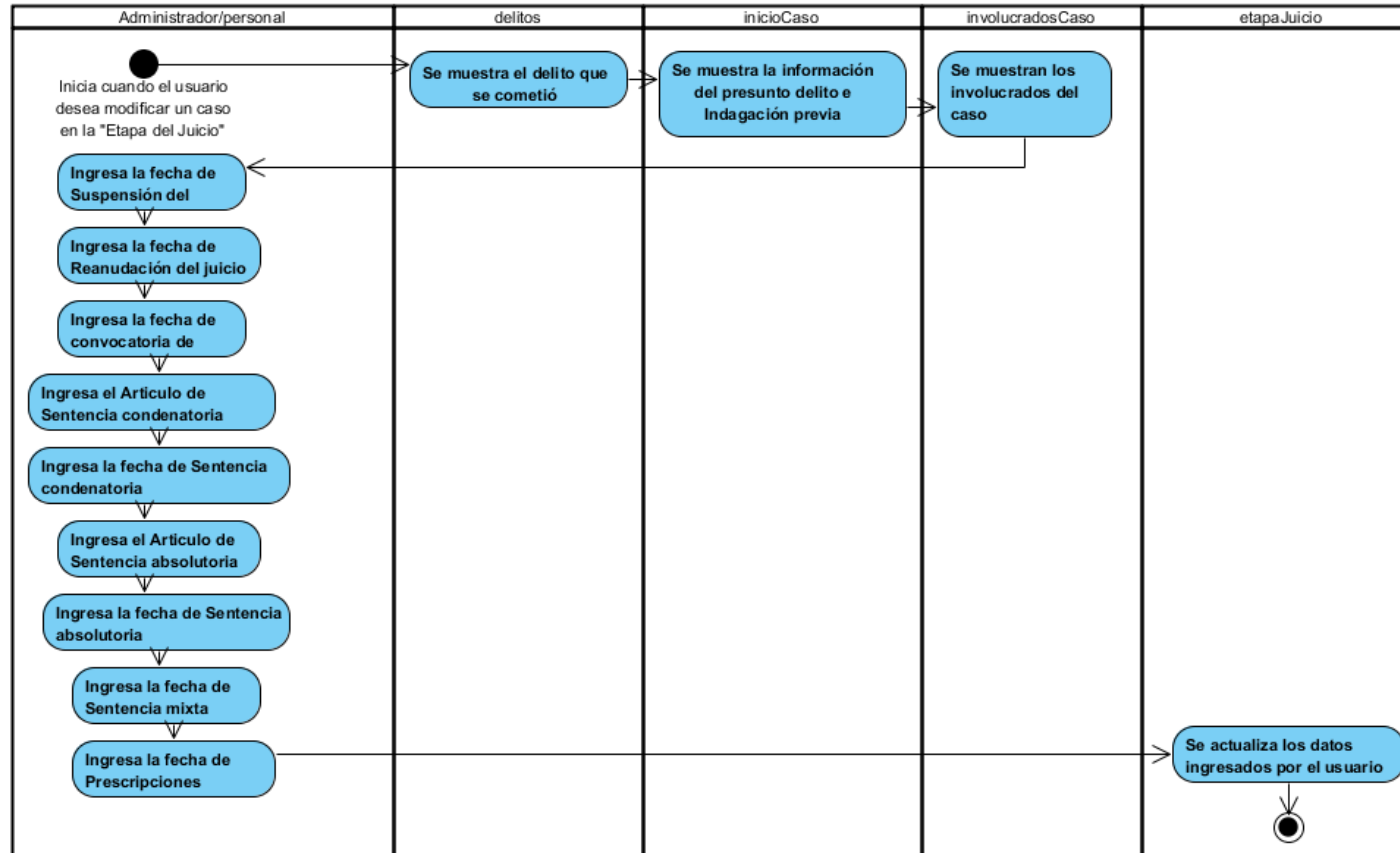 Administrador/personal
delitos
inicioCaso
involucradosCaso
etapaJuicio
Inicia cuando el usuario
desea modificar un caso
en la "Etapa del Juicio"
Se muestra el delito que
se cometió
Se muestra la información
del presunto delito e
Indagación previa
Se muestran los
involucrados del
caso
Ingresa la fecha de
Suspensión del
Ingresa la fecha de
Reanudación del juicio
Ingresa la fecha de
convocatoria de
Ingresa el Articulo de
Sentencia condenatoria
Ingresa la fecha de Sentencia
condenatoria
Ingresa el Articulo de
Sentencia absolutoria
Ingresa la fecha de Sentencia
absolutoria
Ingresa la fecha de
Sentencia mixta
Ingresa la fecha de
Prescripciones
Se actualiza los datos
ingresados por el usuario